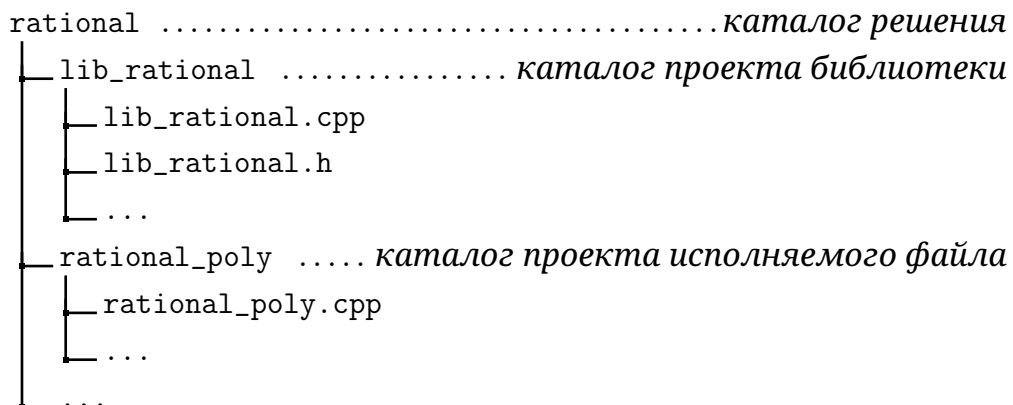 rational ........................................ каталог решения
lib_rational ................. каталог проекта библиотеки
lib_rational.cpp
lib_rational.h
...
rational_poly ..... каталог проекта исполняемого файла
rational_poly.cpp
...
...